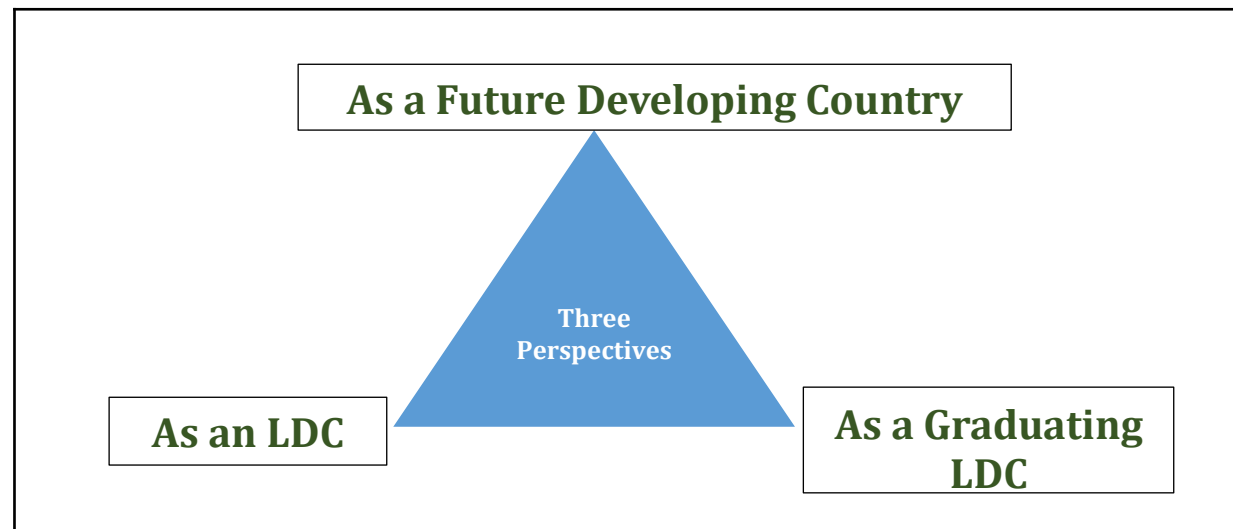 As a Future Developing Country
Three
Perspectives
As an LDC
As a Graduating
LDC